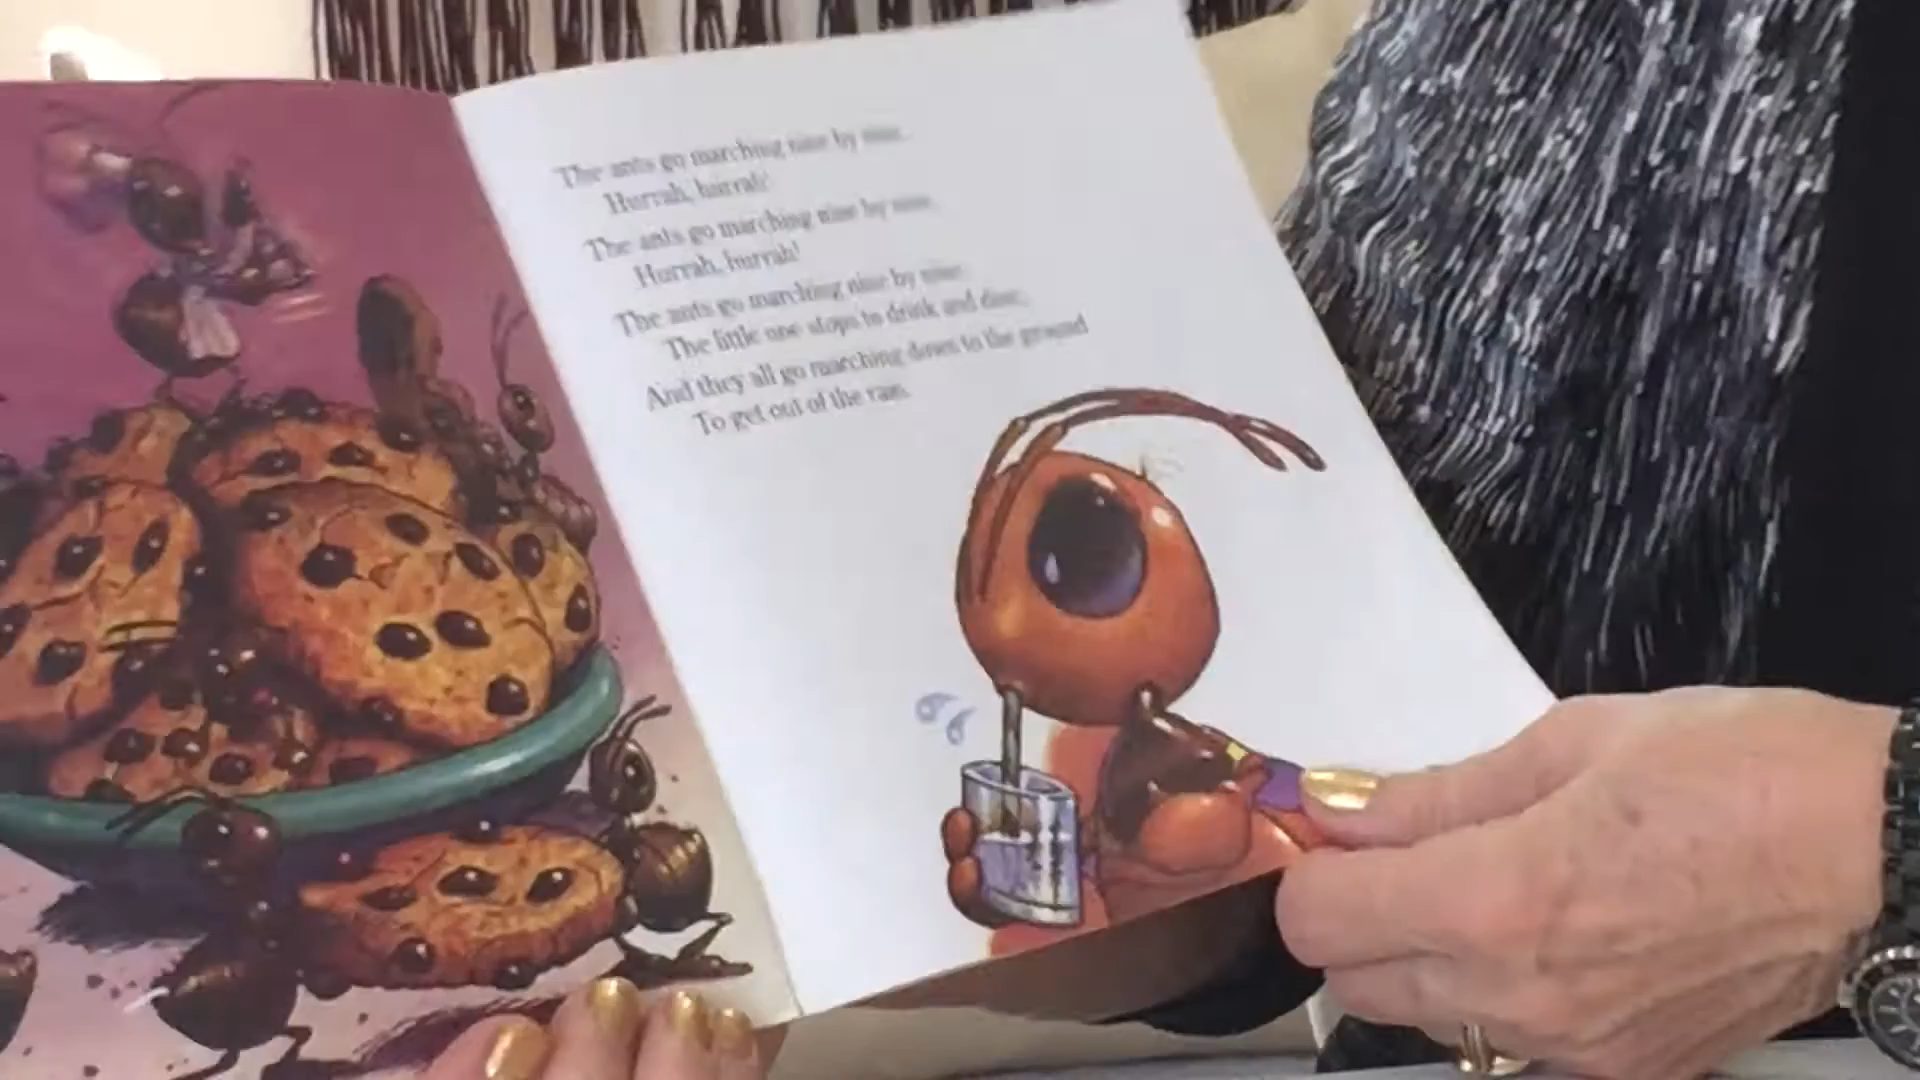 The ants go marching nine by nine.
Hurrah, hurrah!
The ants go marching nine by nine,
Hurrah, hurrah!
The ants go marching nine by nine.
The little one stops to drink and dine,
And they all go marching down to the ground
To get out of the rain.